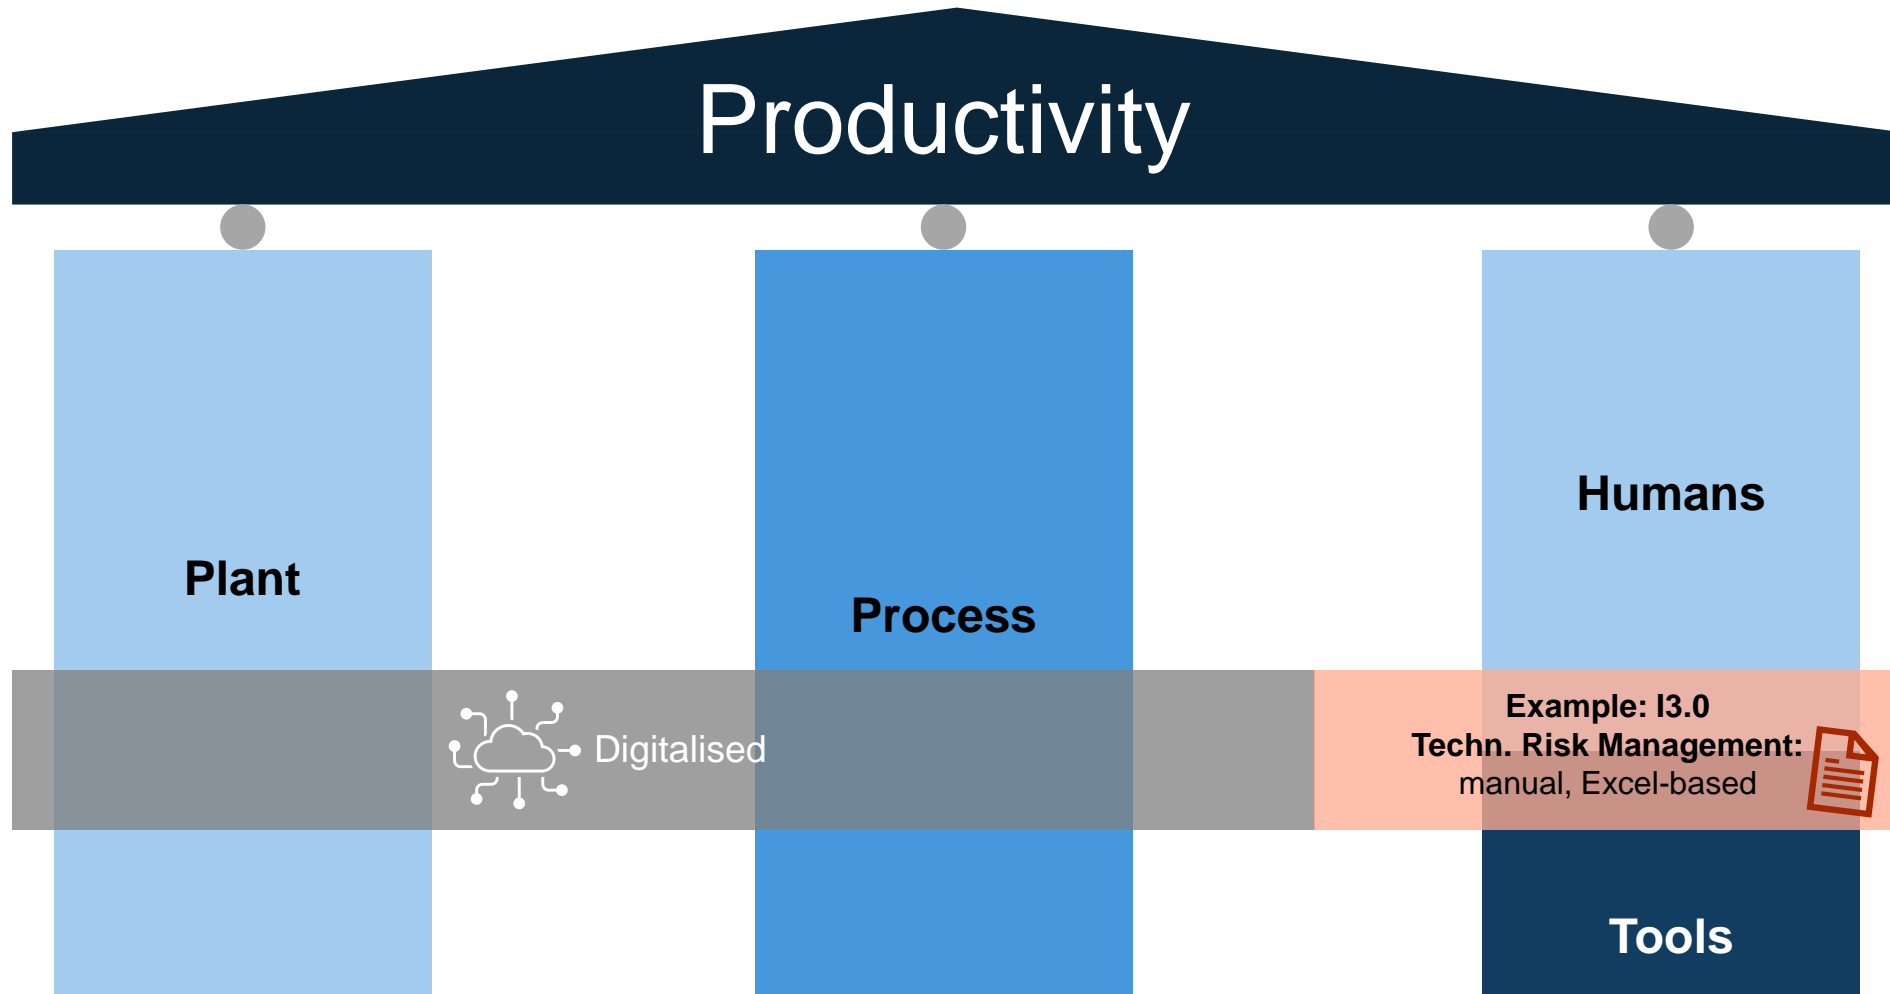 Productivity
Plant
Process
Humans
Digitalised
Example: I3.0
Techn. Risk Management:
manual, Excel-based
Tools